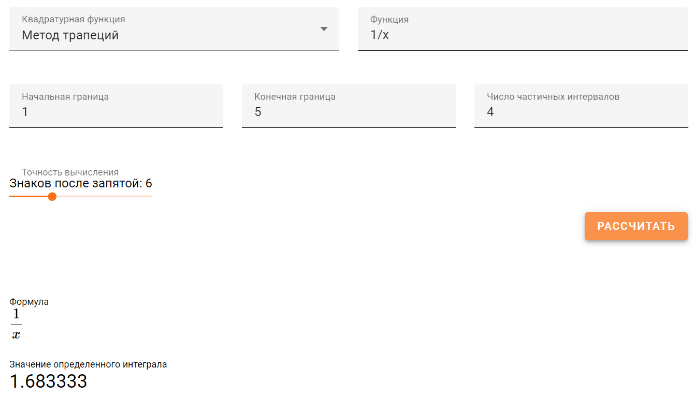 Квадратурная функция
Метод трапеций
Функция
1/x
Начальная граница
1
Конечная граница
5
Число частичных интервалов
4
Точность вычисления
Знаков после запятой: 6
РАССЧИТАТЬ
Формула
1
x
Значение определенного интеграла
1.683333